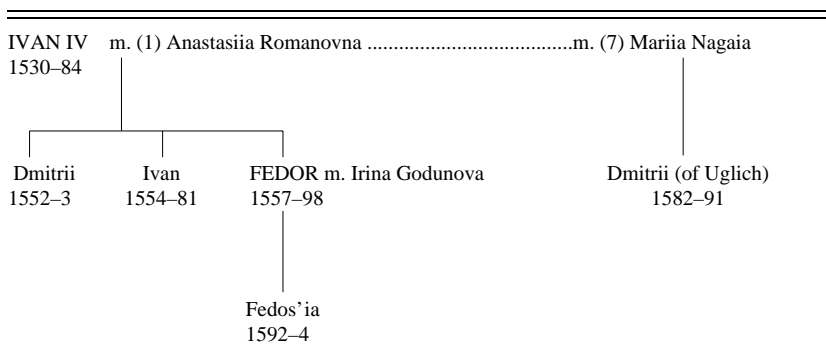 IVAN IV m. (1) Anastasiia Romanovna .......................................m. (7) Mariia Nagaia
1530–84
Dmitrii Ivan FEDOR m. Irina Godunova Dmitrii (of Uglich)
1552–3 1554–81 1557–98 1582–91
Fedos’ia
1592–4